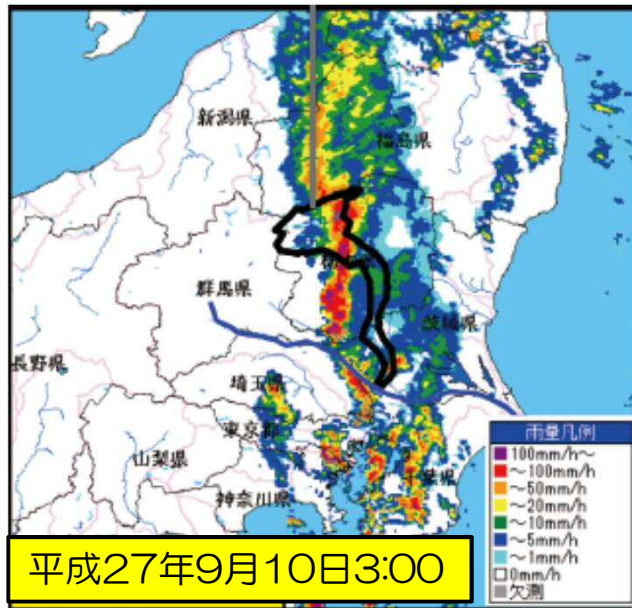 新潟県
福島県
群馬県
茨城県
長野県
埼玉県
東京都
山梨県
千葉県
神奈川県
雨量凡例
100mm/h～
～100mm/h
～50mm/h
～20mm/h
～10mm/h
～5mm/h
～1mm/h
0mm/h
欠測
平成27年9月10日3:00